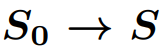 S₀ → S